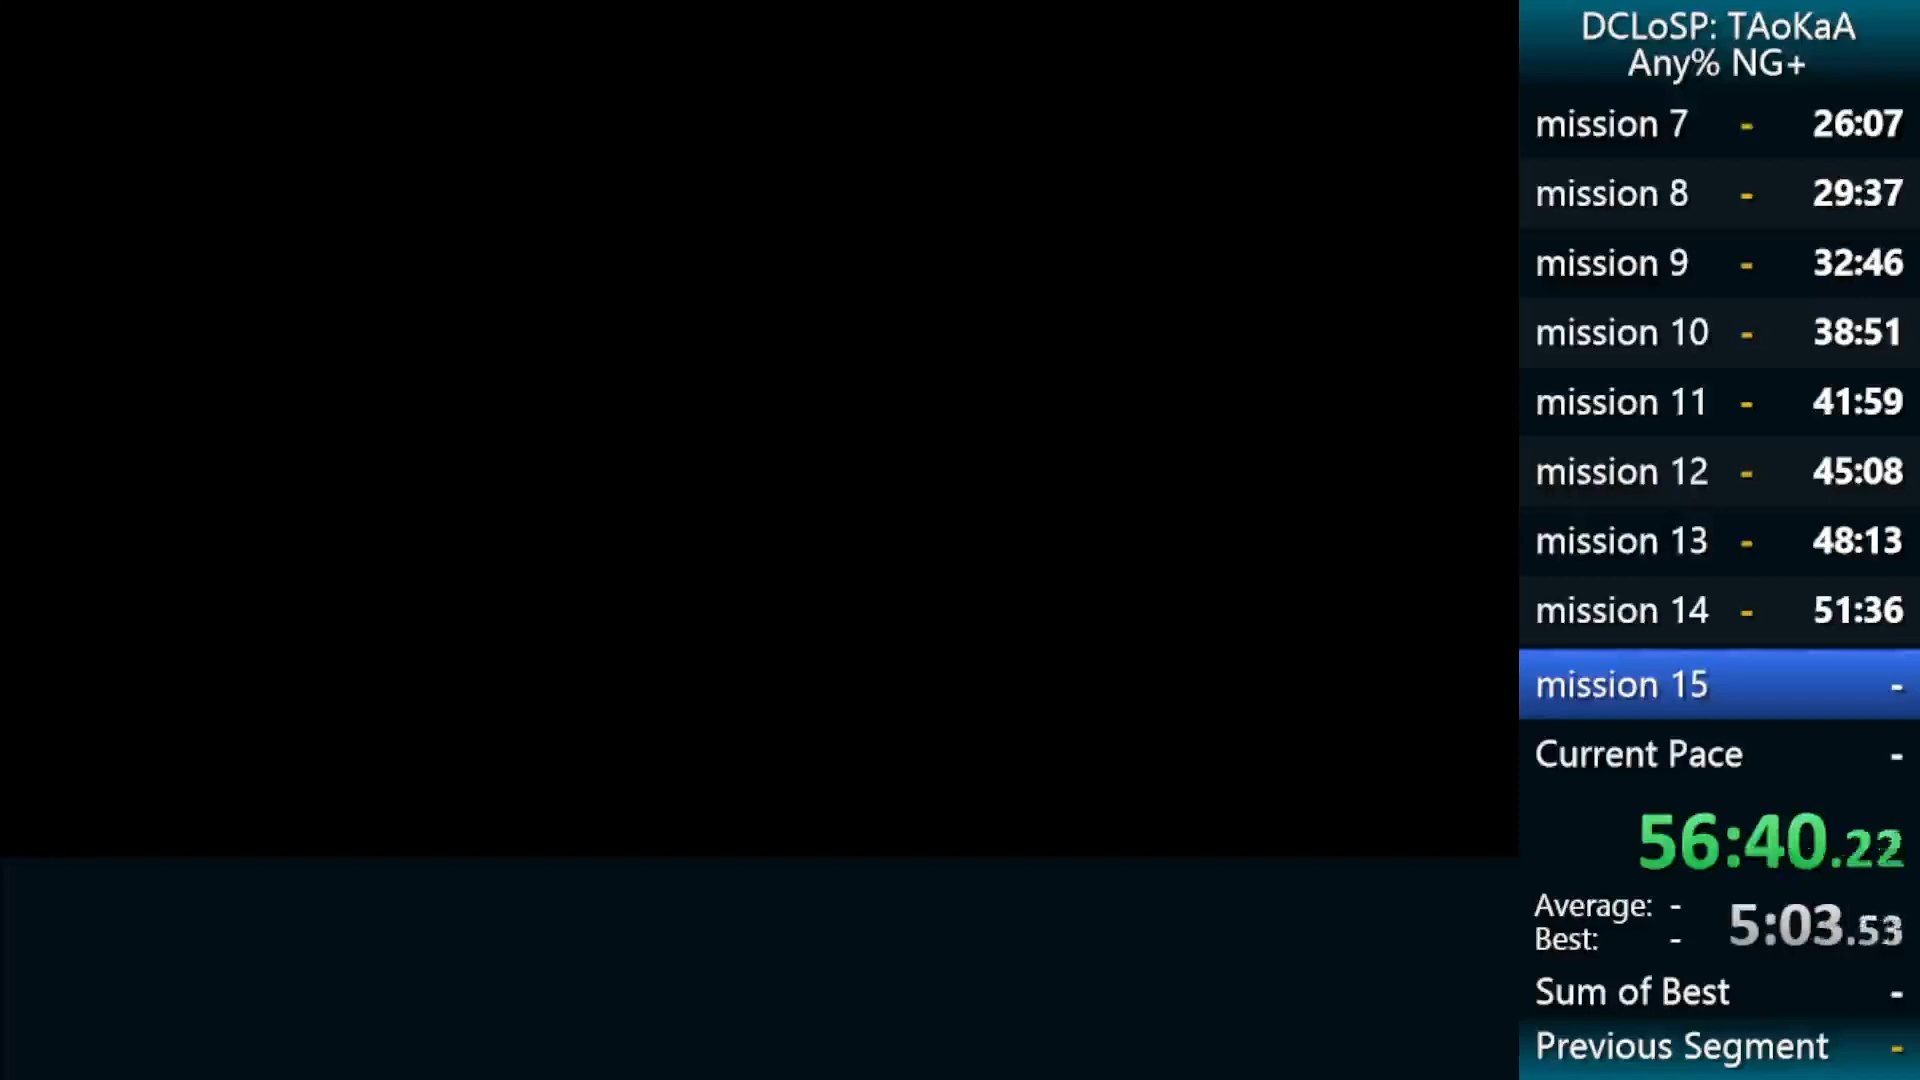 DCLoSP: TAoKaA
Any% NG+
mission 7 - 26:07
mission 8 - 29:37
mission 9 - 32:46
mission 10 - 38:51
mission 11 - 41:59
mission 12 - 45:08
mission 13 - 48:13
mission 14 - 51:36
mission 15 -
Current Pace -
56:40.22
Average: -
Best: -
5:03.53
Sum of Best -
Previous Segment -